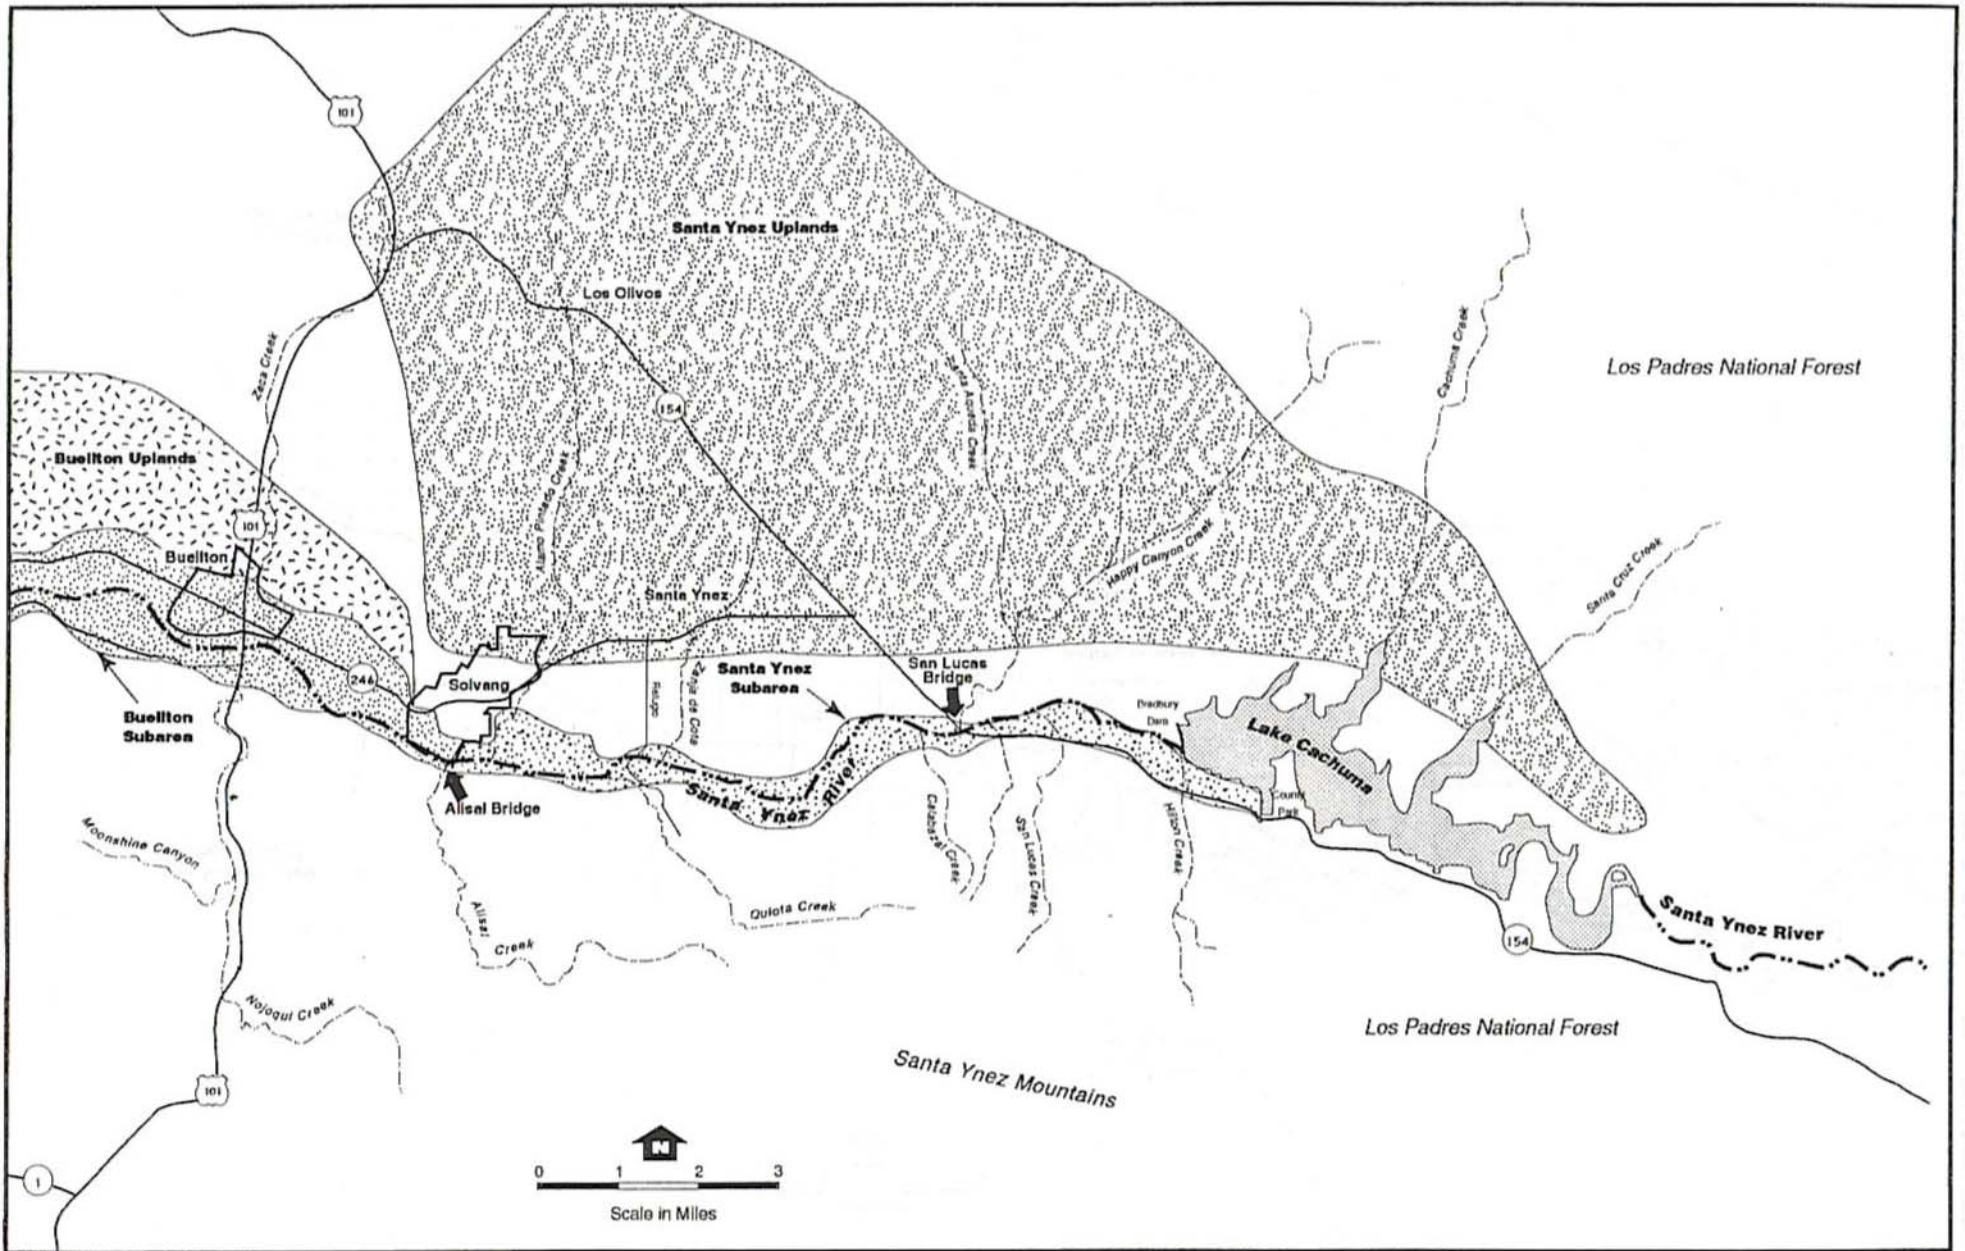 101
Santa Ynez Uplands
Los Olivos
Zaca Creek
Cachuma Creek
Los Padres National Forest
154
Santa Agueda Creek
Buellton Uplands
Alamo Pintado Creek
101
Buellton
Happy Canyon Creek
Santa Cruz Creek
Santa Ynez
246
Solvang
Refugio
Zanja de Cota
Santa Ynez
Subarea
San Lucas
Bridge
Bradbury
Dam
Lake Cachuma
Buellton
Subarea
Alisal Bridge
Santa Ynez River
County
Park
Calabazal Creek
San Lucas Creek
Hilton Creek
Moonshine Canyon
Quiota Creek
Alisal Creek
Santa Ynez River
154
Nojoqui Creek
Los Padres National Forest
Santa Ynez Mountains
101
N
0 1 2 3
Scale in Miles
1